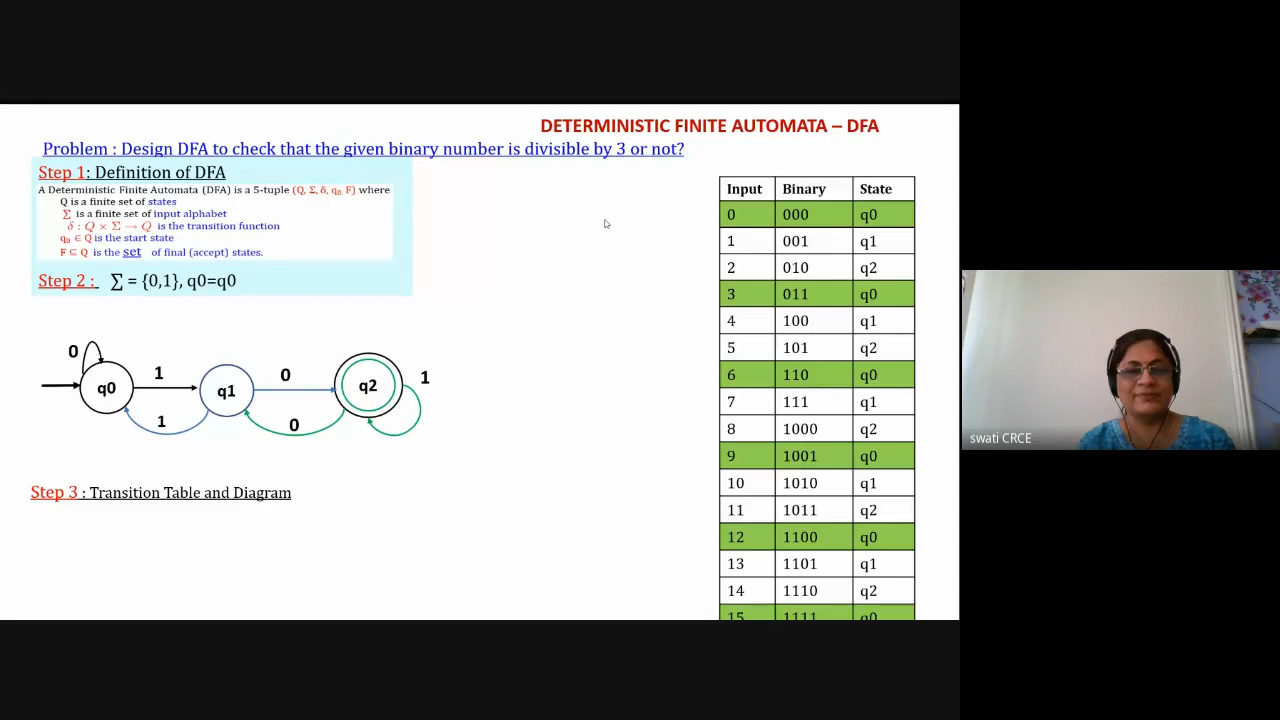 DETERMINISTIC FINITE AUTOMATA – DFA
Problem : Design DFA to check that the given binary number is divisible by 3 or not?
Step 1: Definition of DFA
A Deterministic Finite Automata (DFA) is a 5-tuple (Q, Σ, δ, q₀, F) where
Q is a finite set of states
Σ is a finite set of input alphabet
δ : Q × Σ → Q is the transition function
q₀ ∈ Q is the start state
F ⊆ Q is the set of final (accept) states.
Step 2 : ∑ = {0,1}, q0=q0
0
1
0
1
q0
q1
q2
1
0
Step 3 : Transition Table and Diagram
Input Binary State
0 000 q0
1 001 q1
2 010 q2
3 011 q0
4 100 q1
5 101 q2
6 110 q0
7 111 q1
8 1000 q2
9 1001 q0
10 1010 q1
11 1011 q2
12 1100 q0
13 1101 q1
14 1110 q2
15 1111 q0
swati CRCE